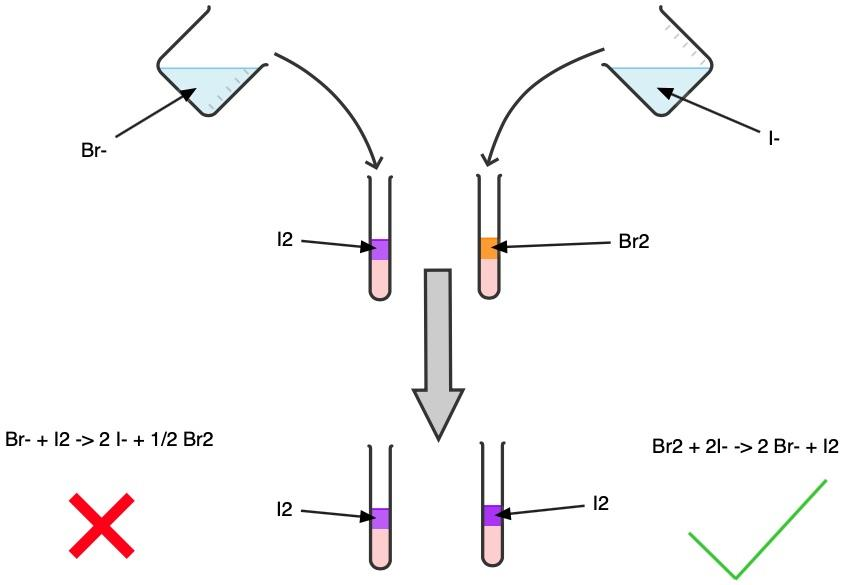 Br-
I-
I2
Br2
Br- + I2 -> 2 I- + 1/2 Br2
Br2 + 2I- -> 2 Br- + I2
I2
I2